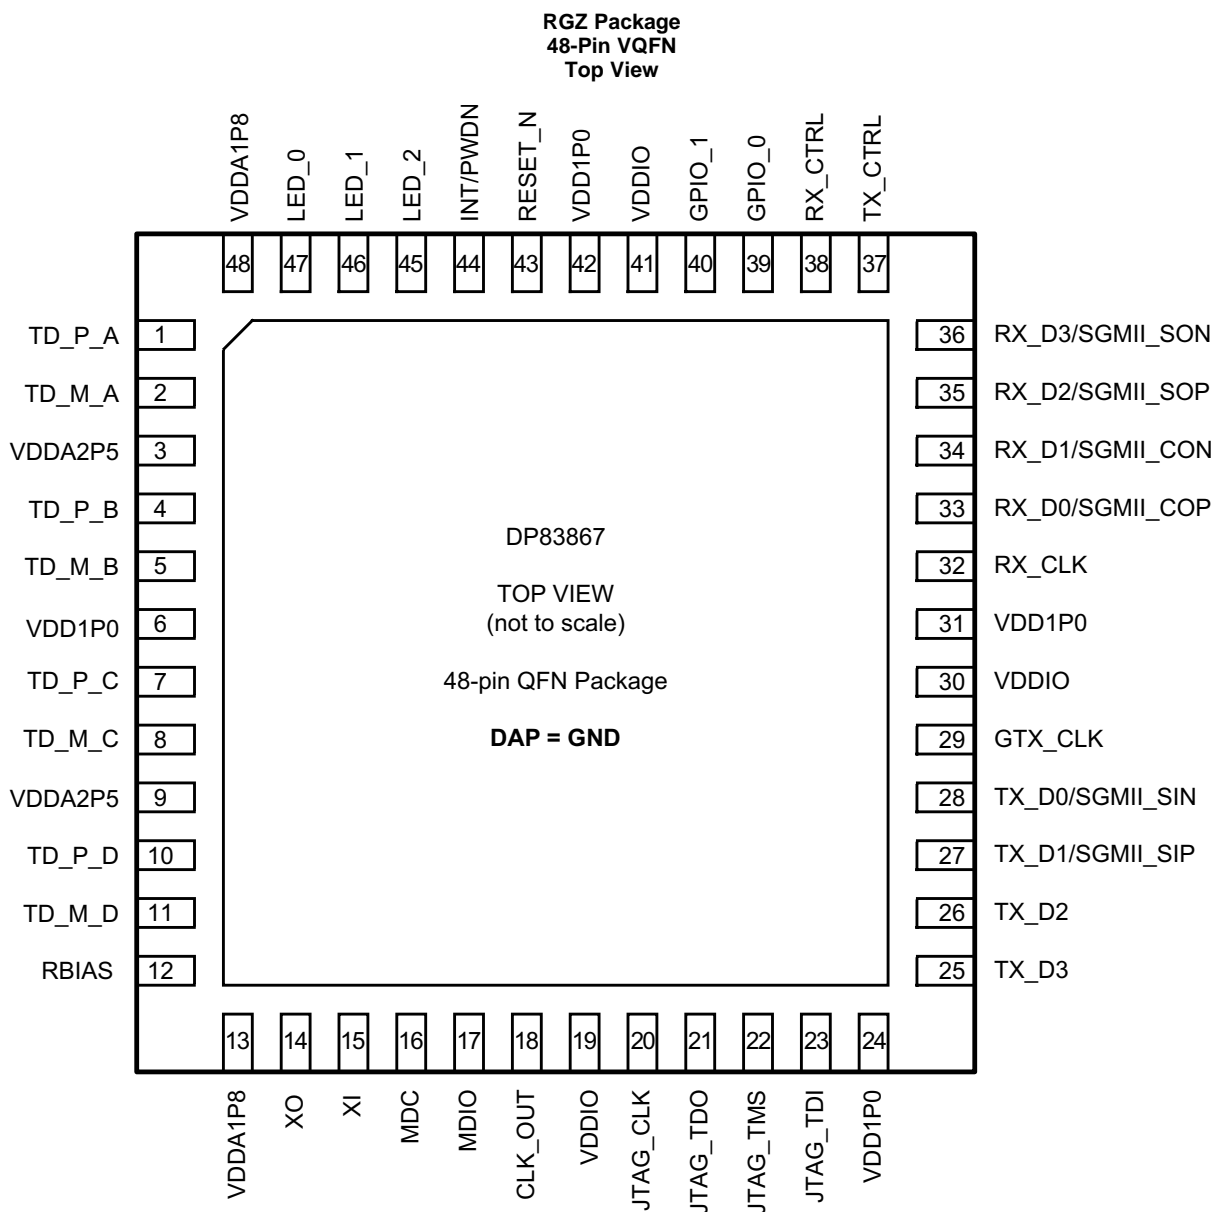 RGZ Package
48-Pin VQFN
Top View
VDDA1P8
LED_0
LED_1
LED_2
INT/PWDN
RESET_N
VDD1P0
VDDIO
GPIO_1
GPIO_0
RX_CTRL
TX_CTRL
48
47
46
45
44
43
42
41
40
39
38
37
TD_P_A 1
TD_M_A 2
VDDA2P5 3
TD_P_B 4
TD_M_B 5
VDD1P0 6
TD_P_C 7
TD_M_C 8
VDDA2P5 9
TD_P_D 10
TD_M_D 11
RBIAS 12
DP83867
TOP VIEW
(not to scale)
48-pin QFN Package
DAP = GND
36 RX_D3/SGMII_SON
35 RX_D2/SGMII_SOP
34 RX_D1/SGMII_CON
33 RX_D0/SGMII_COP
32 RX_CLK
31 VDD1P0
30 VDDIO
29 GTX_CLK
28 TX_D0/SGMII_SIN
27 TX_D1/SGMII_SIP
26 TX_D2
25 TX_D3
13
14
15
16
17
18
19
20
21
22
23
24
VDDA1P8
XO
XI
MDC
MDIO
CLK_OUT
VDDIO
JTAG_CLK
JTAG_TDO
JTAG_TMS
JTAG_TDI
VDD1P0